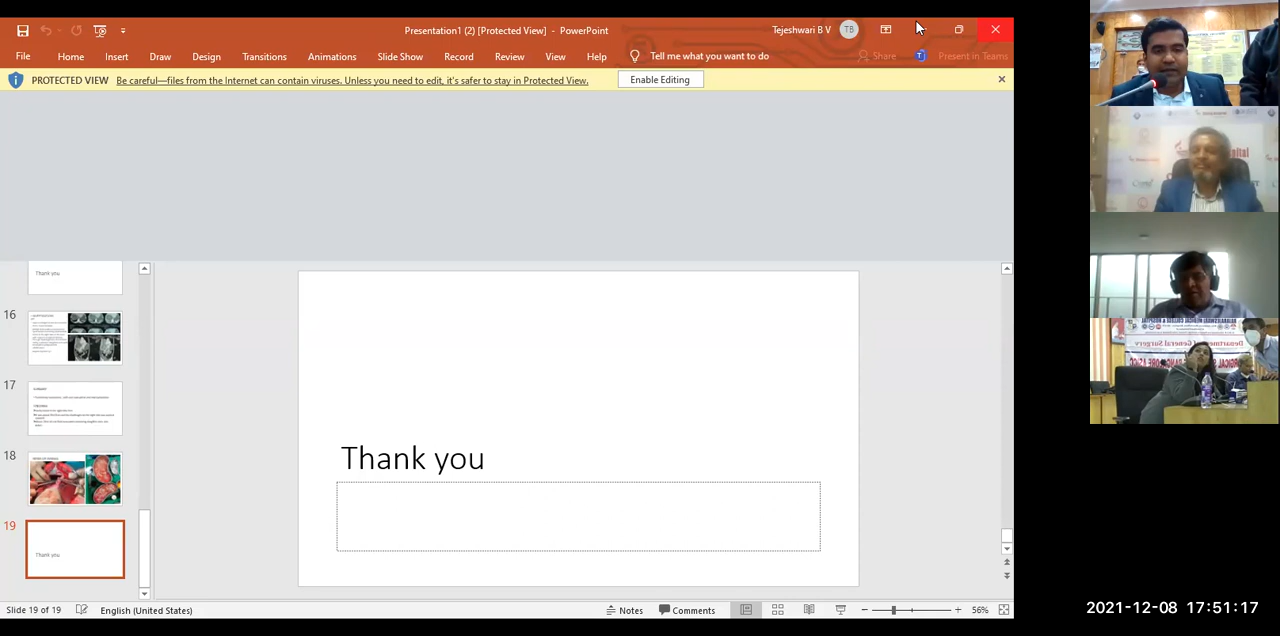 Presentation1 (2) [Protected View] - PowerPoint
Tejeshwari B V
TB
File Home Insert Draw Design Transitions Animations Slide Show Record Review View Help Tell me what you want to do
Share
Present in Teams
PROTECTED VIEW Be careful—files from the Internet can contain viruses. Unless you need to edit, it's safer to stay in Protected View.
Enable Editing
Thank you
16
17
18
19
Thank you
Thank you
Slide 19 of 19
English (United States)
Notes
Comments
56%
Department of General Surgery
2021-12-08 17:51:17